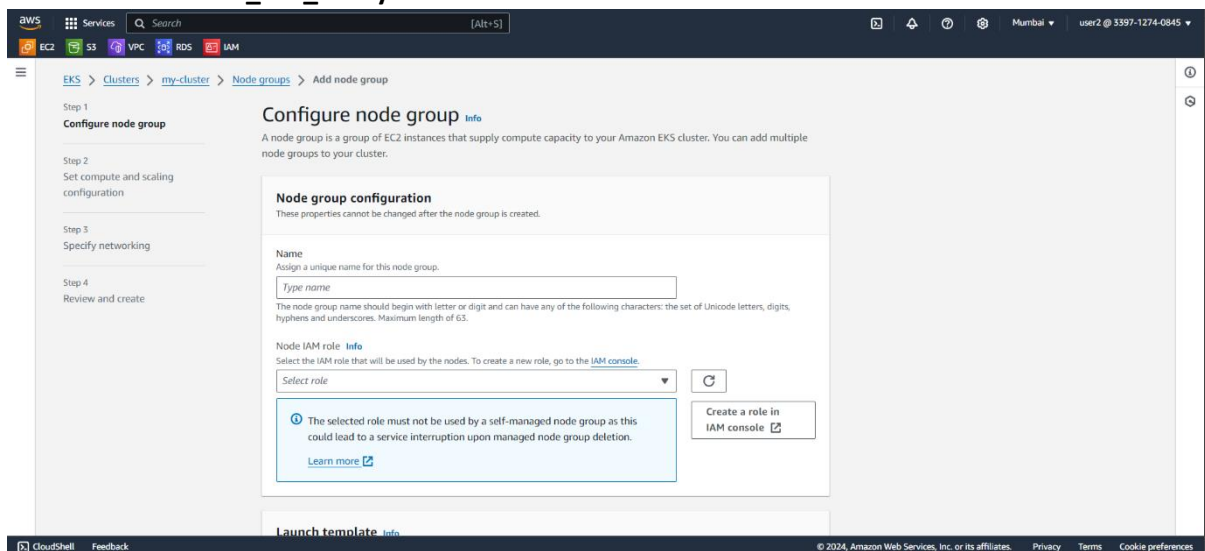 aws
Services
Search
[Alt+S]
Mumbai
user2 @ 3397-1274-0845
EC2 S3 VPC RDS IAM
EKS > Clusters > my-cluster > Node groups > Add node group
Step 1
Configure node group
Step 2
Set compute and scaling
configuration
Step 3
Specify networking
Step 4
Review and create
Configure node group Info
A node group is a group of EC2 instances that supply compute capacity to your Amazon EKS cluster. You can add multiple
node groups to your cluster.
Node group configuration
These properties cannot be changed after the node group is created.
Name
Assign a unique name for this node group.
Type name
The node group name should begin with letter or digit and can have any of the following characters: the set of Unicode letters, digits,
hyphens and underscores. Maximum length of 63.
Node IAM role Info
Select the IAM role that will be used by the nodes. To create a new role, go to the IAM console.
Select role
The selected role must not be used by a self-managed node group as this
could lead to a service interruption upon managed node group deletion.
Learn more
Create a role in
IAM console
Launch template Info
CloudShell Feedback
© 2024, Amazon Web Services, Inc. or its affiliates. Privacy Terms Cookie preferences